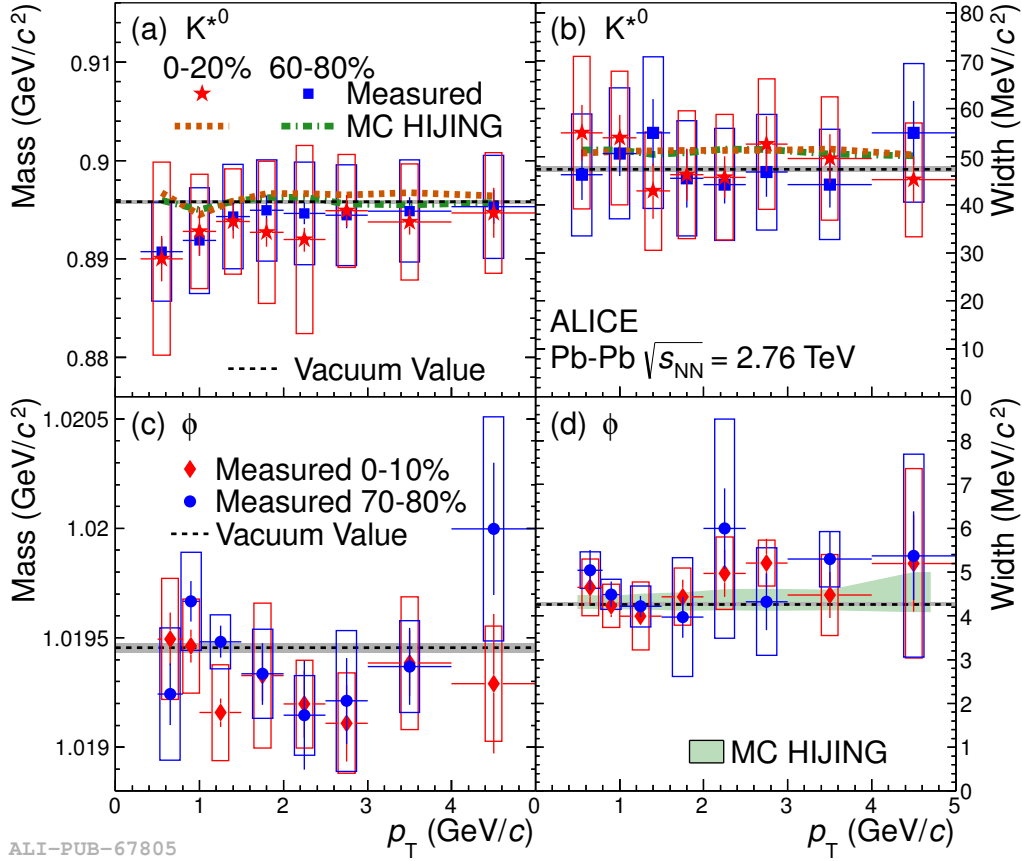 (a) K*0
0-20% 60-80%
Measured
MC HIJING
Vacuum Value
Mass (GeV/c2)
0.91
0.9
0.89
0.88
(b) K*0
ALICE
Pb-Pb √sNN = 2.76 TeV
Width (MeV/c2)
80
70
60
50
40
30
20
10
0
(c) ϕ
Measured 0-10%
Measured 70-80%
Vacuum Value
Mass (GeV/c2)
1.0205
1.02
1.0195
1.019
0 1 2 3 4
pT (GeV/c)
(d) ϕ
MC HIJING
Width (MeV/c2)
8
7
6
5
4
3
2
1
0
0 1 2 3 4 5
pT (GeV/c)
ALI-PUB-67805